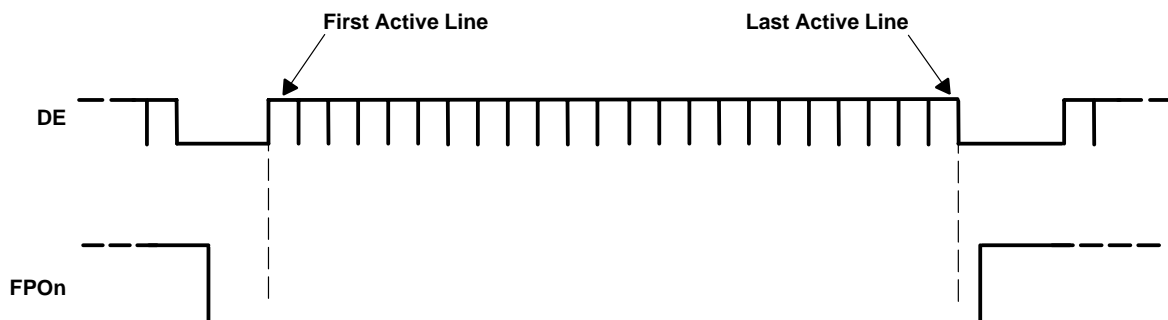 First Active Line
Last Active Line
DE
FPOn